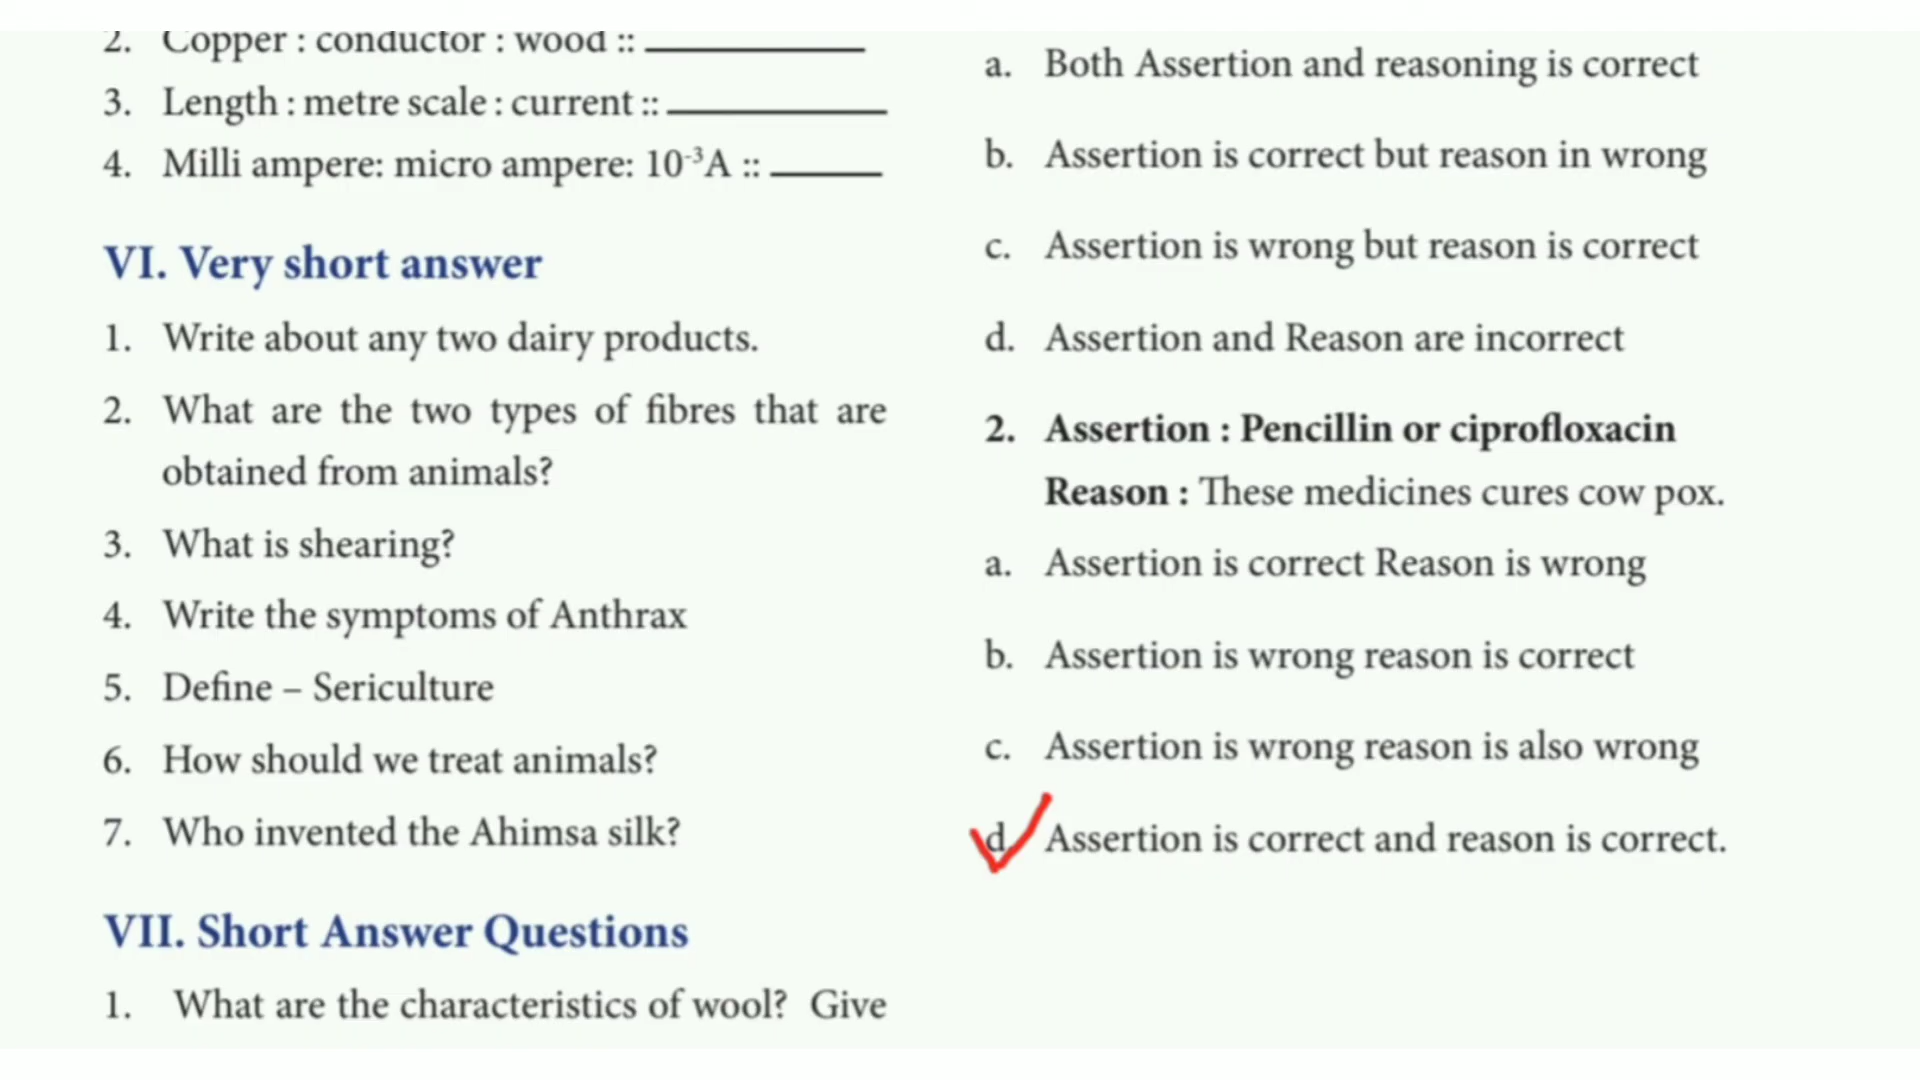 2. Copper : conductor : wood :: 
3. Length : metre scale : current :: 
4. Milli ampere: micro ampere: 10⁻³A :: 
VI. Very short answer
1. Write about any two dairy products.
2. What are the two types of fibres that are
obtained from animals?
3. What is shearing?
4. Write the symptoms of Anthrax
5. Define – Sericulture
6. How should we treat animals?
7. Who invented the Ahimsa silk?
VII. Short Answer Questions
1. What are the characteristics of wool? Give
a. Both Assertion and reasoning is correct
b. Assertion is correct but reason in wrong
c. Assertion is wrong but reason is correct
d. Assertion and Reason are incorrect
2. Assertion : Pencillin or ciprofloxacin
Reason : These medicines cures cow pox.
a. Assertion is correct Reason is wrong
b. Assertion is wrong reason is correct
c. Assertion is wrong reason is also wrong
d. Assertion is correct and reason is correct.